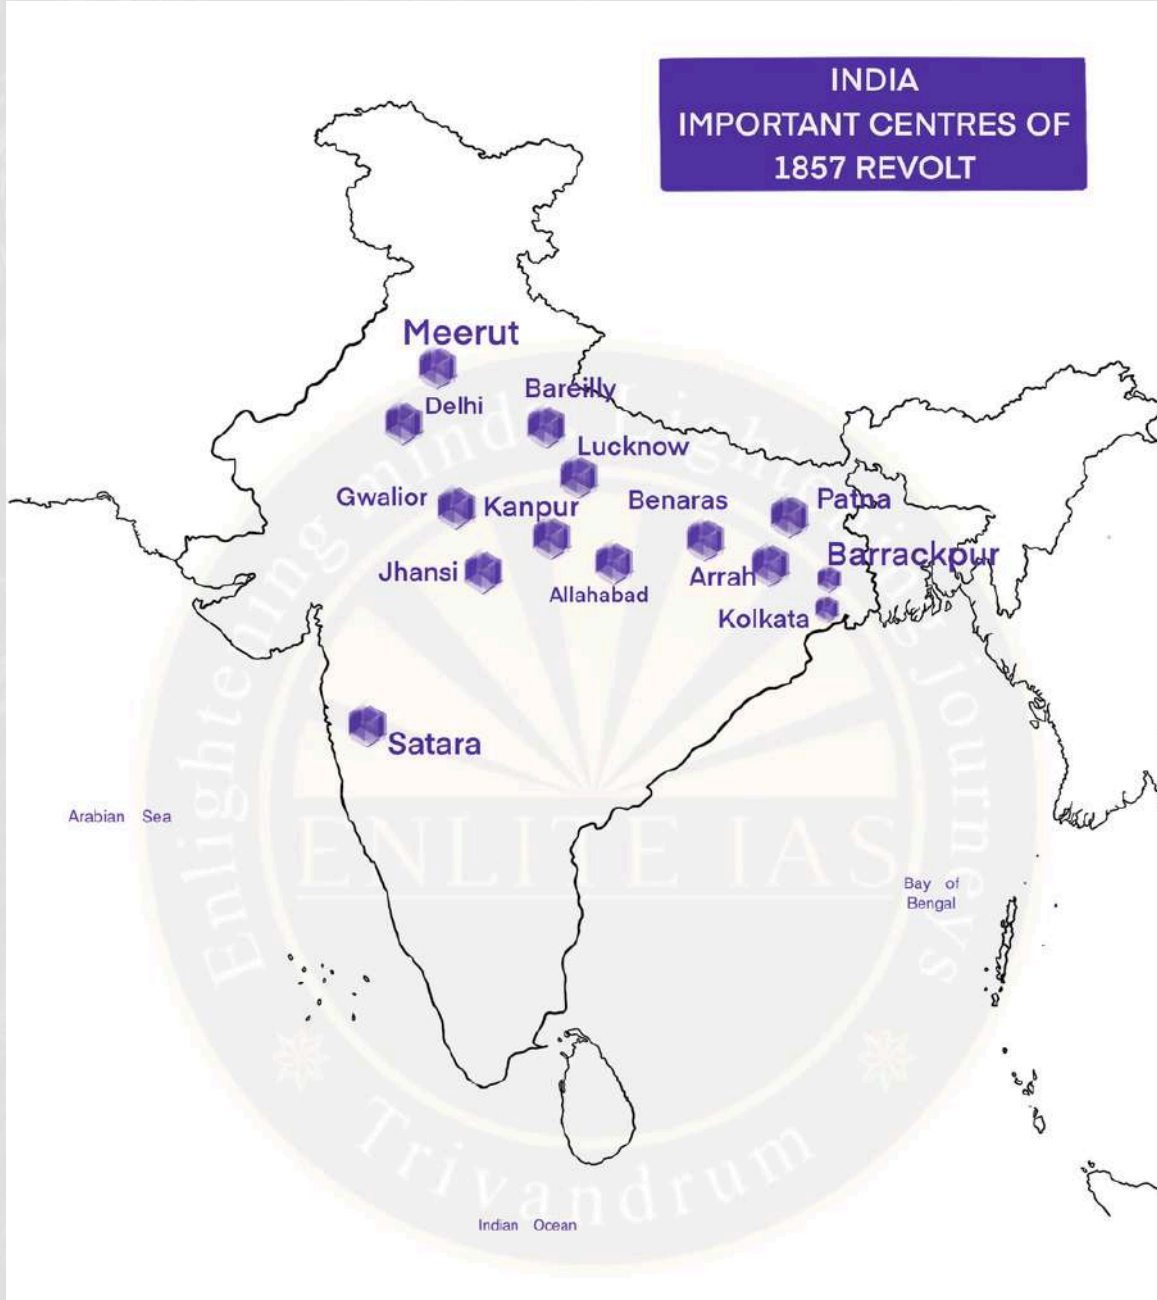 INDIA
IMPORTANT CENTRES OF
1857 REVOLT
Meerut
Bareilly
Delhi
Lucknow
Gwalior
Kanpur
Benaras
Patna
Barrackpur
Jhansi
Arrah
Allahabad
Kolkata
Satara
Arabian Sea
ENLITE IAS
Bay of
Bengal
Indian Ocean
Enlightening minds, Lighting journeys
Trivandrum